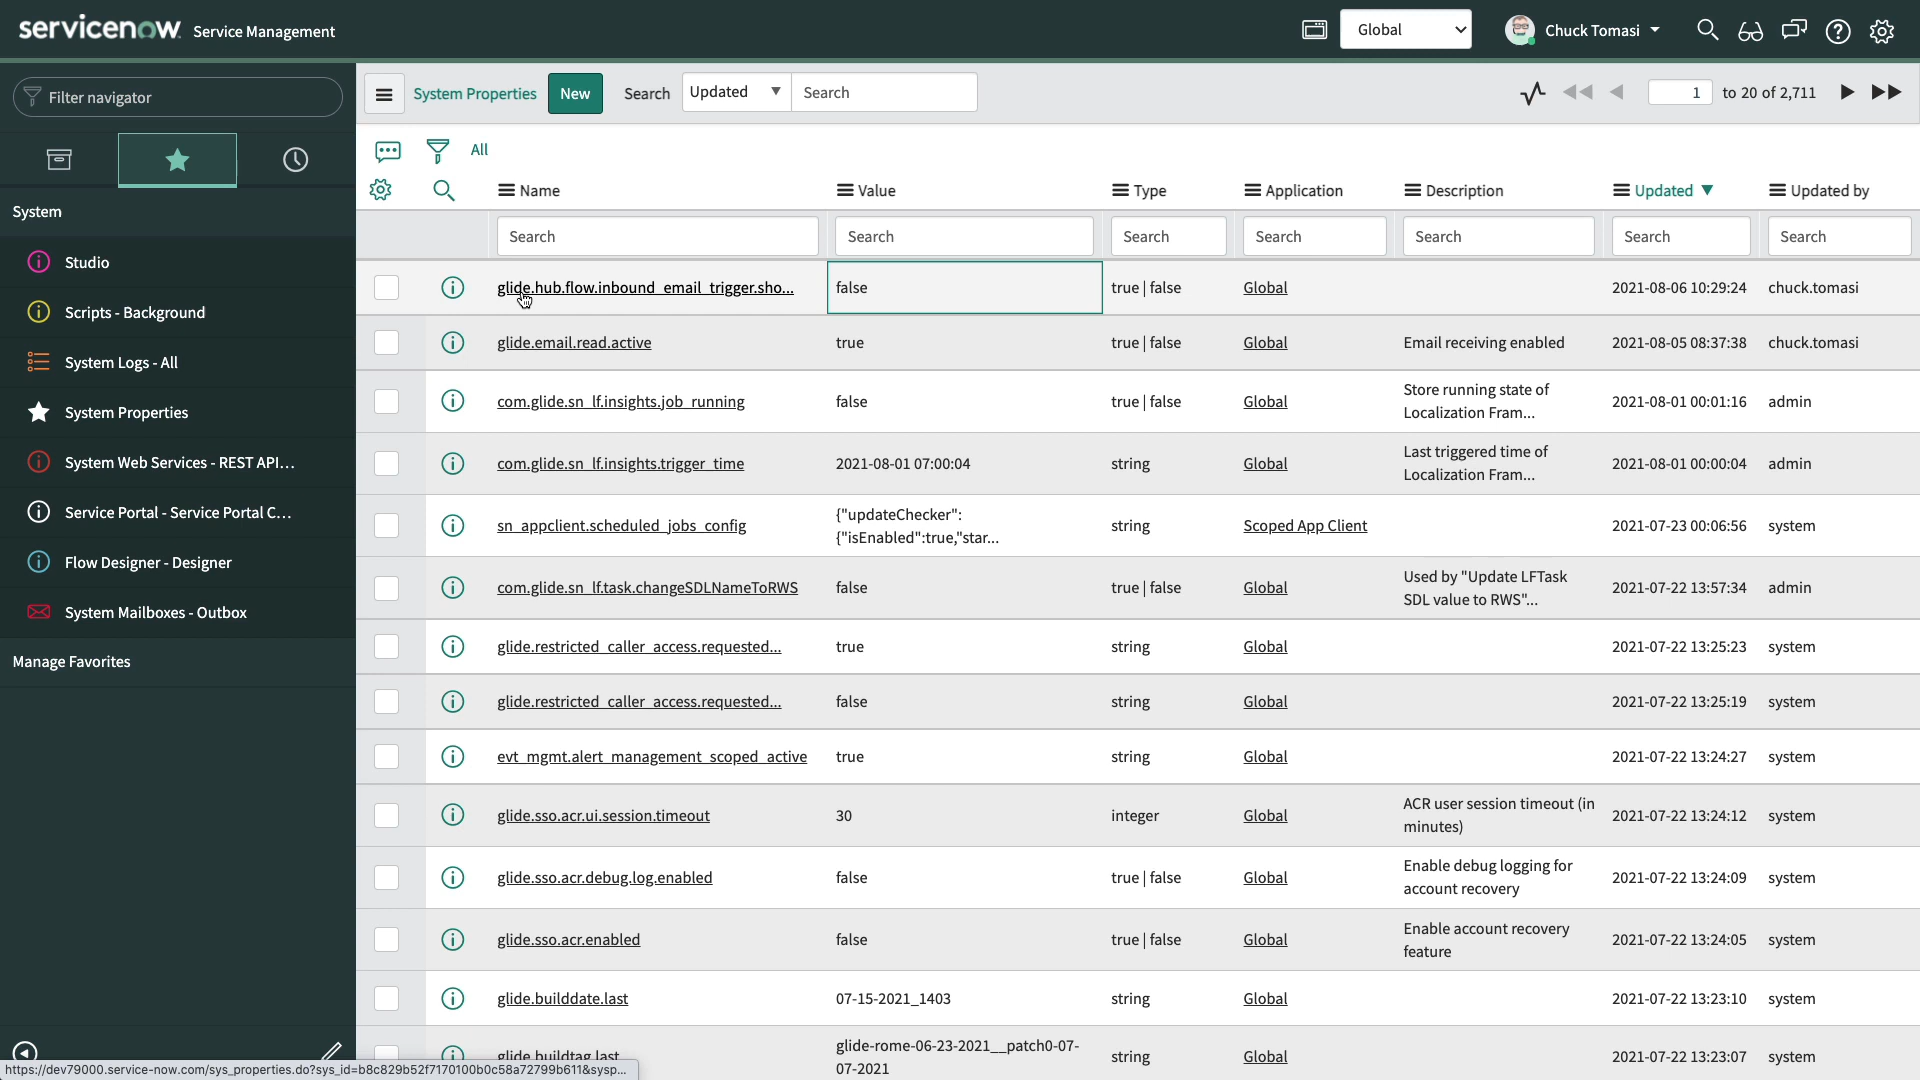 servicenow Service Management
Global
Chuck Tomasi
Filter navigator
System
Studio
Scripts - Background
System Logs - All
System Properties
System Web Services - REST API...
Service Portal - Service Portal C...
Flow Designer - Designer
System Mailboxes - Outbox
Manage Favorites
System Properties New Search Updated Search 1 to 20 of 2,711
All
Name Value Type Application Description Updated Updated by
Search Search Search Search Search Search Search
glide.hub.flow.inbound_email_trigger.sho... false true | false Global 2021-08-06 10:29:24 chuck.tomasi
glide.email.read.active true true | false Global Email receiving enabled 2021-08-05 08:37:38 chuck.tomasi
com.glide.sn_lf.insights.job_running false true | false Global Store running state of
Localization Fram... 2021-08-01 00:01:16 admin
com.glide.sn_lf.insights.trigger_time 2021-08-01 07:00:04 string Global Last triggered time of
Localization Fram... 2021-08-01 00:00:04 admin
sn_appclient.scheduled_jobs_config {"updateChecker":
{"isEnabled":true,"star... string Scoped App Client 2021-07-23 00:06:56 system
com.glide.sn_lf.task.changeSDLNameToRWS false true | false Global Used by "Update LFTask
SDL value to RWS"... 2021-07-22 13:57:34 admin
glide.restricted_caller_access.requested... true string Global 2021-07-22 13:25:23 system
glide.restricted_caller_access.requested... false string Global 2021-07-22 13:25:19 system
evt_mgmt.alert_management_scoped_active true string Global 2021-07-22 13:24:27 system
glide.sso.acr.ui.session.timeout 30 integer Global ACR user session timeout (in
minutes) 2021-07-22 13:24:12 system
glide.sso.acr.debug.log.enabled false true | false Global Enable debug logging for
account recovery 2021-07-22 13:24:09 system
glide.sso.acr.enabled false true | false Global Enable account recovery
feature 2021-07-22 13:24:05 system
glide.builddate.last 07-15-2021_1403 string Global 2021-07-22 13:23:10 system
glide.buildtag.last glide-rome-06-23-2021__patch0-07-
07-2021 string Global 2021-07-22 13:23:07 system
https://dev79000.service-now.com/sys_properties.do?sys_id=b8c829b52f7170100b0c58a72799b611&sysp...